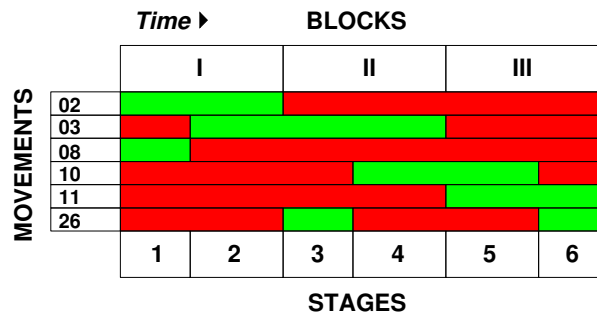 Time BLOCKS
I II III
MOVEMENTS
02
03
08
10
11
26
1 2 3 4 5 6
STAGES